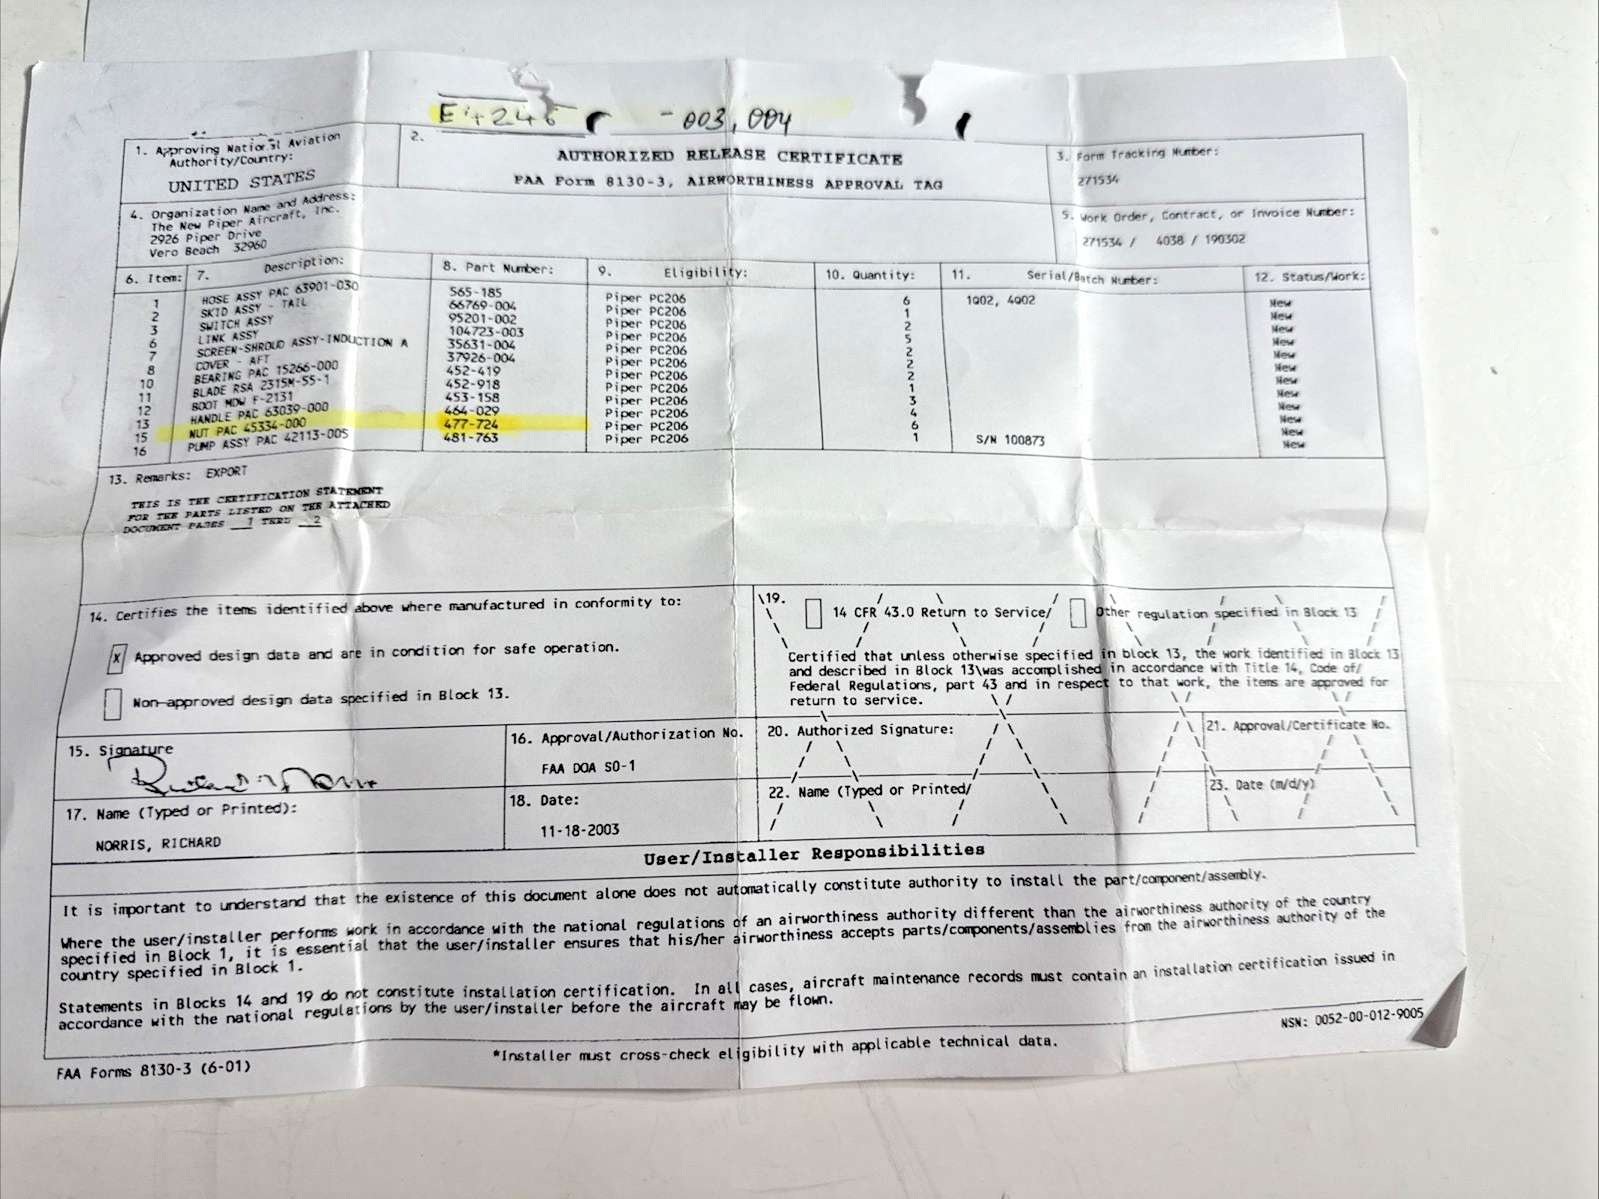 E++246 -003,004
1. Approving National Aviation Authority/Country:
UNITED STATES
2.
AUTHORIZED RELEASE CERTIFICATE
FAA Form 8130-3, AIRWORTHINESS APPROVAL TAG
3. Form Tracking Number:
271534
4. Organization Name and Address:
The New Piper Aircraft, Inc.
2926 Piper Drive
Vero Beach 32960
5. Work Order, Contract, or Invoice Number:
271534 / 4038 / 190302
6. Item: 7. Description: 8. Part Number: 9. Eligibility: 10. Quantity: 11. Serial/Batch Number: 12. Status/Work:
1 HOSE ASSY PAC 63901-030 565-185 Piper PC206 6 1Q02, 4Q02 New
2 SKID ASSY - TAIL 66769-004 Piper PC206 1 New
3 SWITCH ASSY 95201-002 Piper PC206 2 New
6 LINK ASSY 104723-003 Piper PC206 5 New
7 SCREEN-SHROUD ASSY-INDUCTION A 35631-004 Piper PC206 2 New
8 COVER - AFT 37926-004 Piper PC206 2 New
10 BEARING PAC 15266-000 452-419 Piper PC206 2 New
11 BLADE RSA 2315M-55-1 452-918 Piper PC206 1 New
12 BOOT MDW F-2131 453-158 Piper PC206 3 New
13 HANDLE PAC 63039-000 464-029 Piper PC206 4 New
15 NUT PAC 45334-000 477-724 Piper PC206 6 New
16 PUMP ASSY PAC 42113-005 481-763 Piper PC206 1 S/N 100873 New
13. Remarks: EXPORT
THIS IS THE CERTIFICATION STATEMENT
FOR THE PARTS LISTED ON THE ATTACHED
DOCUMENT PAGES 1 THRU 2
14. Certifies the items identified above where manufactured in conformity to:
X Approved design data and are in condition for safe operation.
Non-approved design data specified in Block 13.
19. 14 CFR 43.0 Return to Service Other regulation specified in Block 13
Certified that unless otherwise specified in block 13, the work identified in Block 13
and described in Block 13 was accomplished in accordance with Title 14, Code of
Federal Regulations, part 43 and in respect to that work, the items are approved for
return to service.
15. Signature
16. Approval/Authorization No.
FAA DOA SO-1
20. Authorized Signature:
21. Approval/Certificate No.
17. Name (Typed or Printed):
NORRIS, RICHARD
18. Date:
11-18-2003
22. Name (Typed or Printed
23. Date (m/d/y)
User/Installer Responsibilities
It is important to understand that the existence of this document alone does not automatically constitute authority to install the part/component/assembly.
Where the user/installer performs work in accordance with the national regulations of an airworthiness authority different than the airworthiness authority of the country
specified in Block 1, it is essential that the user/installer ensures that his/her airworthiness accepts parts/components/assemblies from the airworthiness authority of the
country specified in Block 1.
Statements in Blocks 14 and 19 do not constitute installation certification. In all cases, aircraft maintenance records must contain an installation certification issued in
accordance with the national regulations by the user/installer before the aircraft may be flown.
NSN: 0052-00-012-9005
*Installer must cross-check eligibility with applicable technical data.
FAA Forms 8130-3 (6-01)